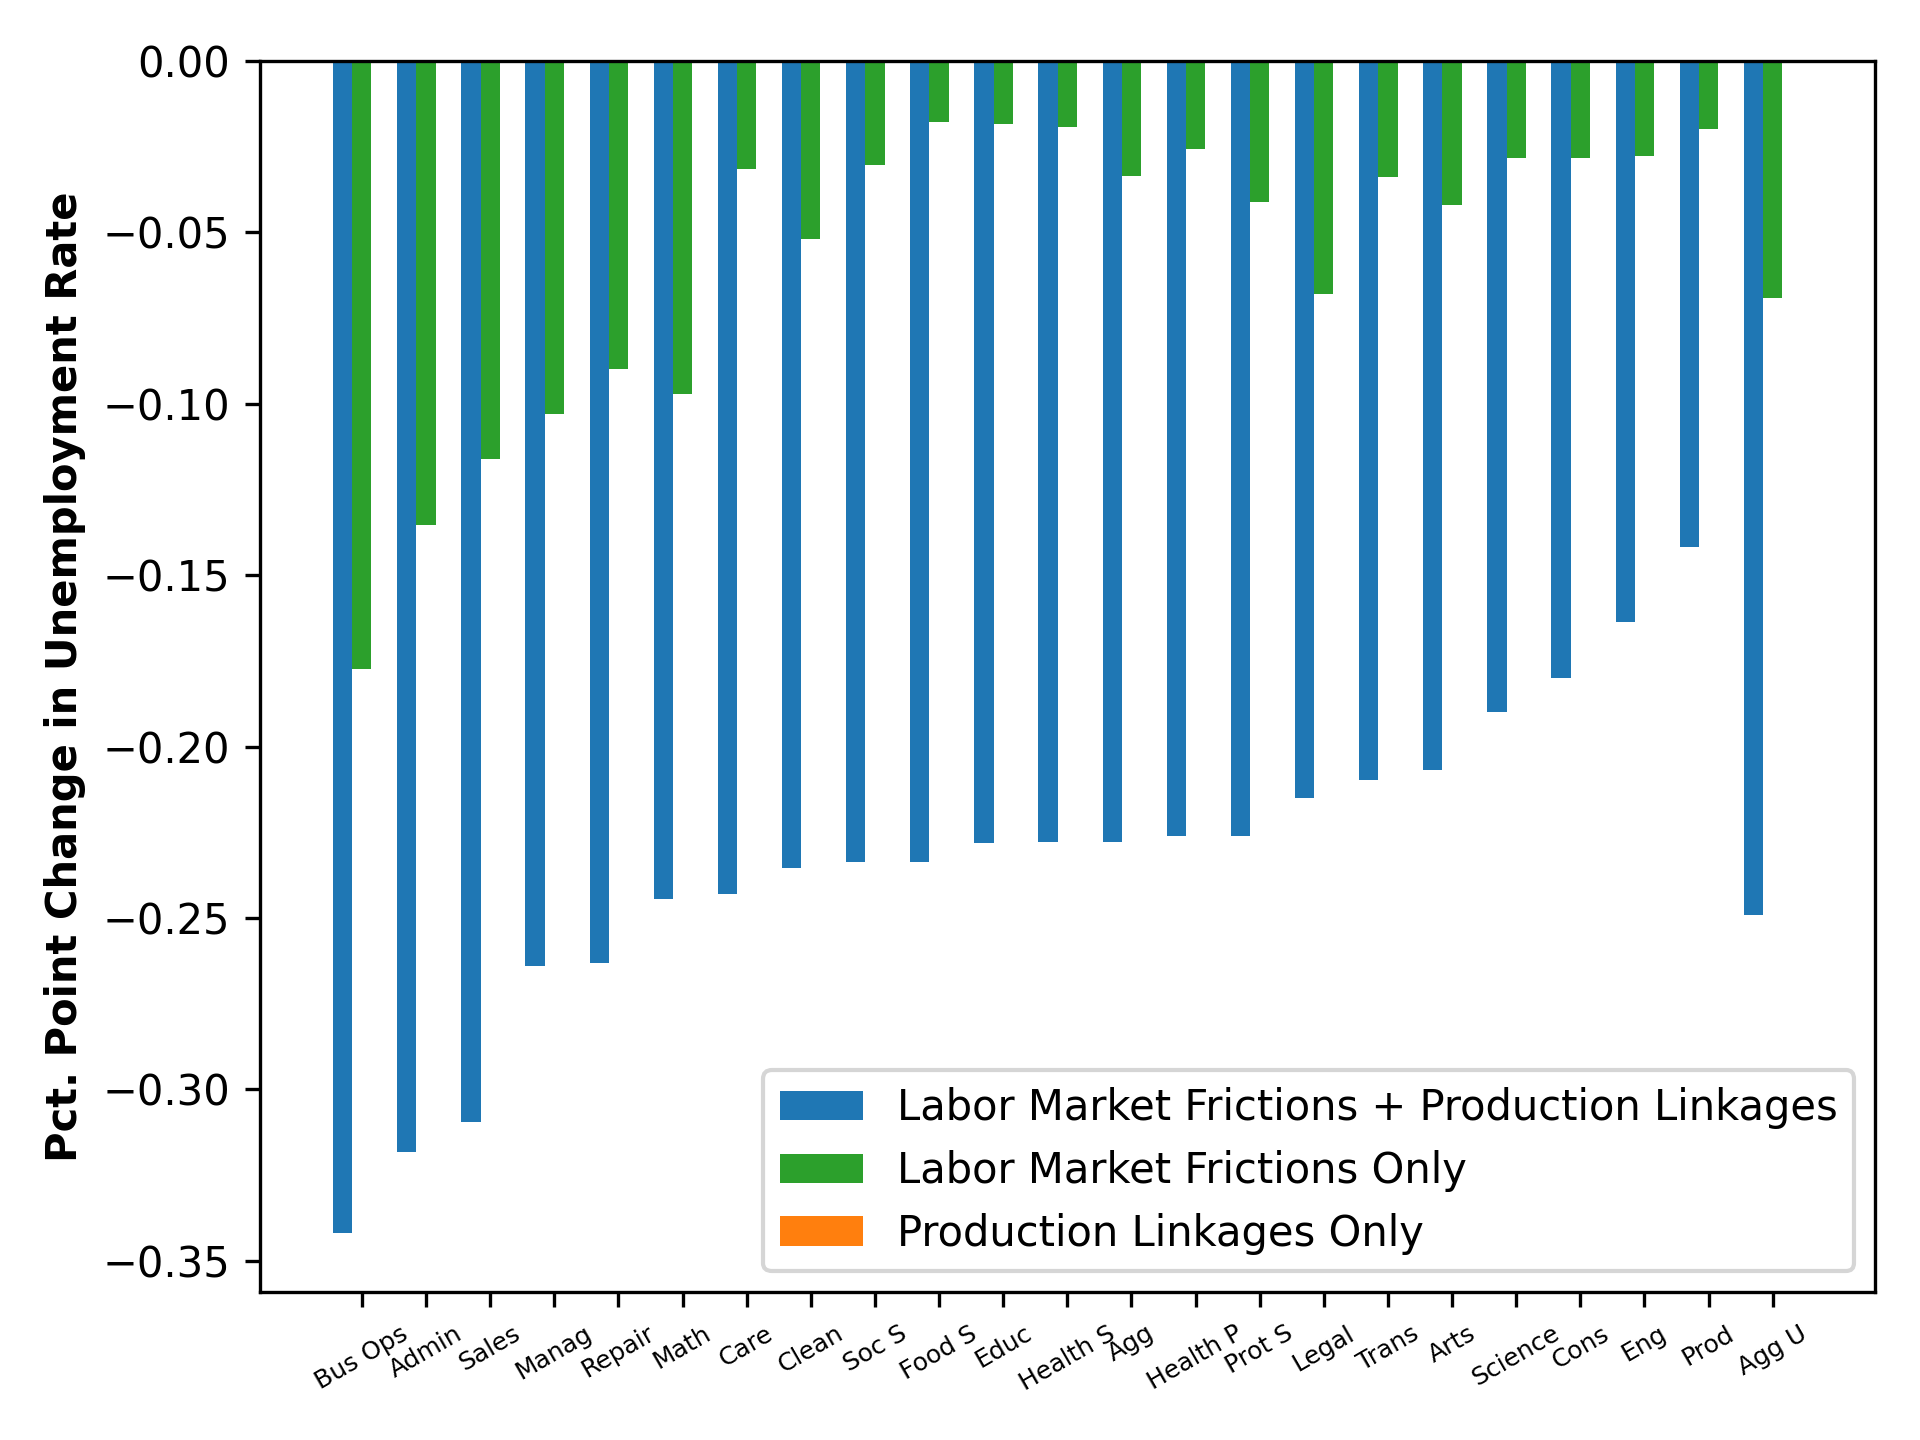 Pct. Point Change in Unemployment Rate
0.00
−0.05
−0.10
−0.15
−0.20
−0.25
−0.30
−0.35
Labor Market Frictions + Production Linkages
Labor Market Frictions Only
Production Linkages Only
Bus Ops
Admin
Sales
Manag
Repair
Math
Care
Clean
Soc S
Food S
Educ
Health S
Agg
Health P
Prot S
Legal
Trans
Arts
Science
Cons
Eng
Prod
Agg U